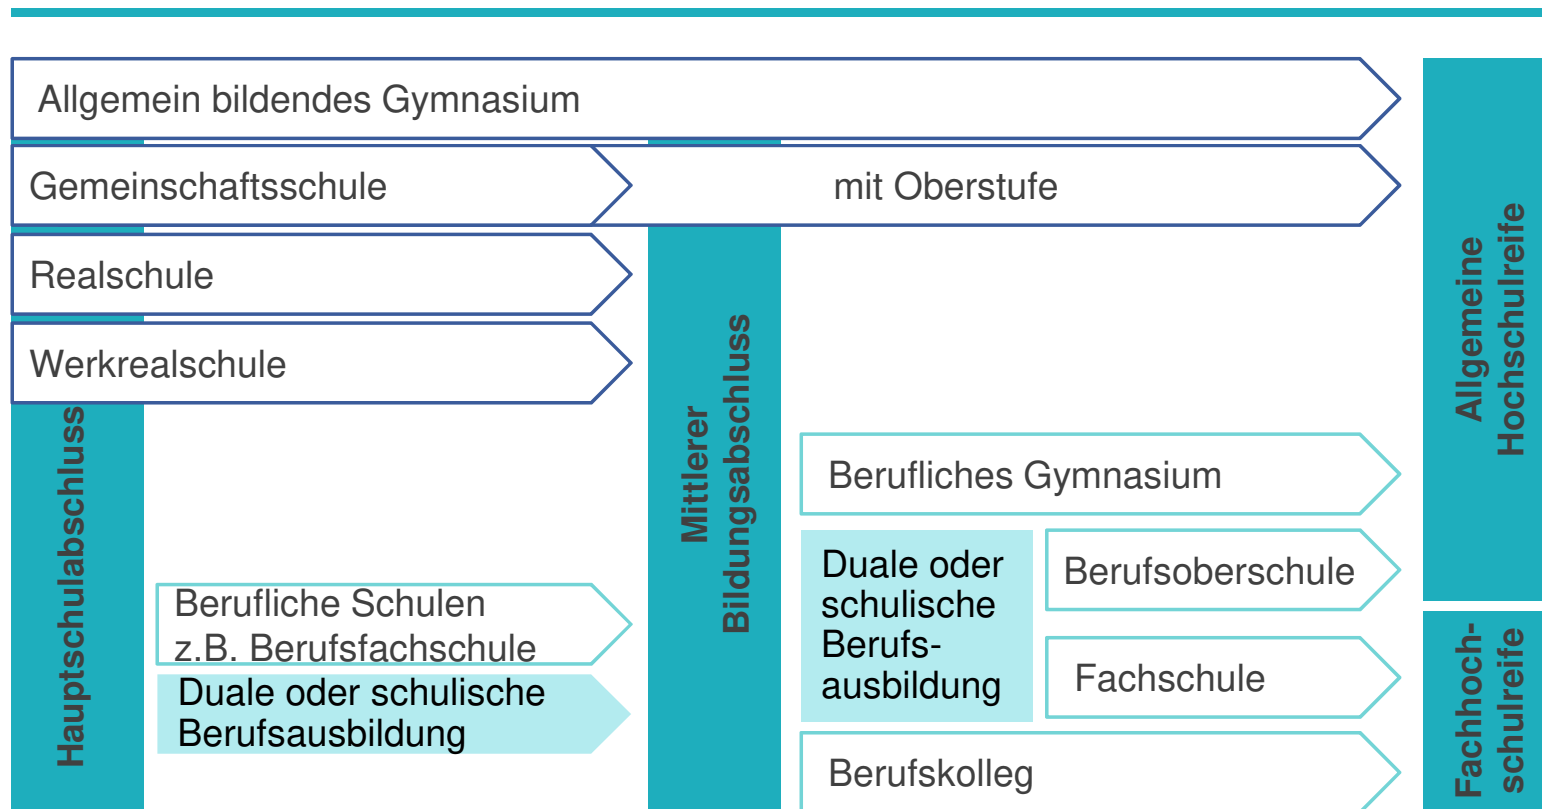 Allgemein bildendes Gymnasium
Gemeinschaftsschule
mit Oberstufe
Realschule
Werkrealschule
Hauptschulabschluss
Berufliche Schulen
z.B. Berufsfachschule
Duale oder schulische
Berufsausbildung
Mittlerer
Bildungsabschluss
Berufliches Gymnasium
Duale oder
schulische
Berufs-
ausbildung
Berufsoberschule
Fachschule
Berufskolleg
Allgemeine
Hochschulreife
Fachhoch-
schulreife